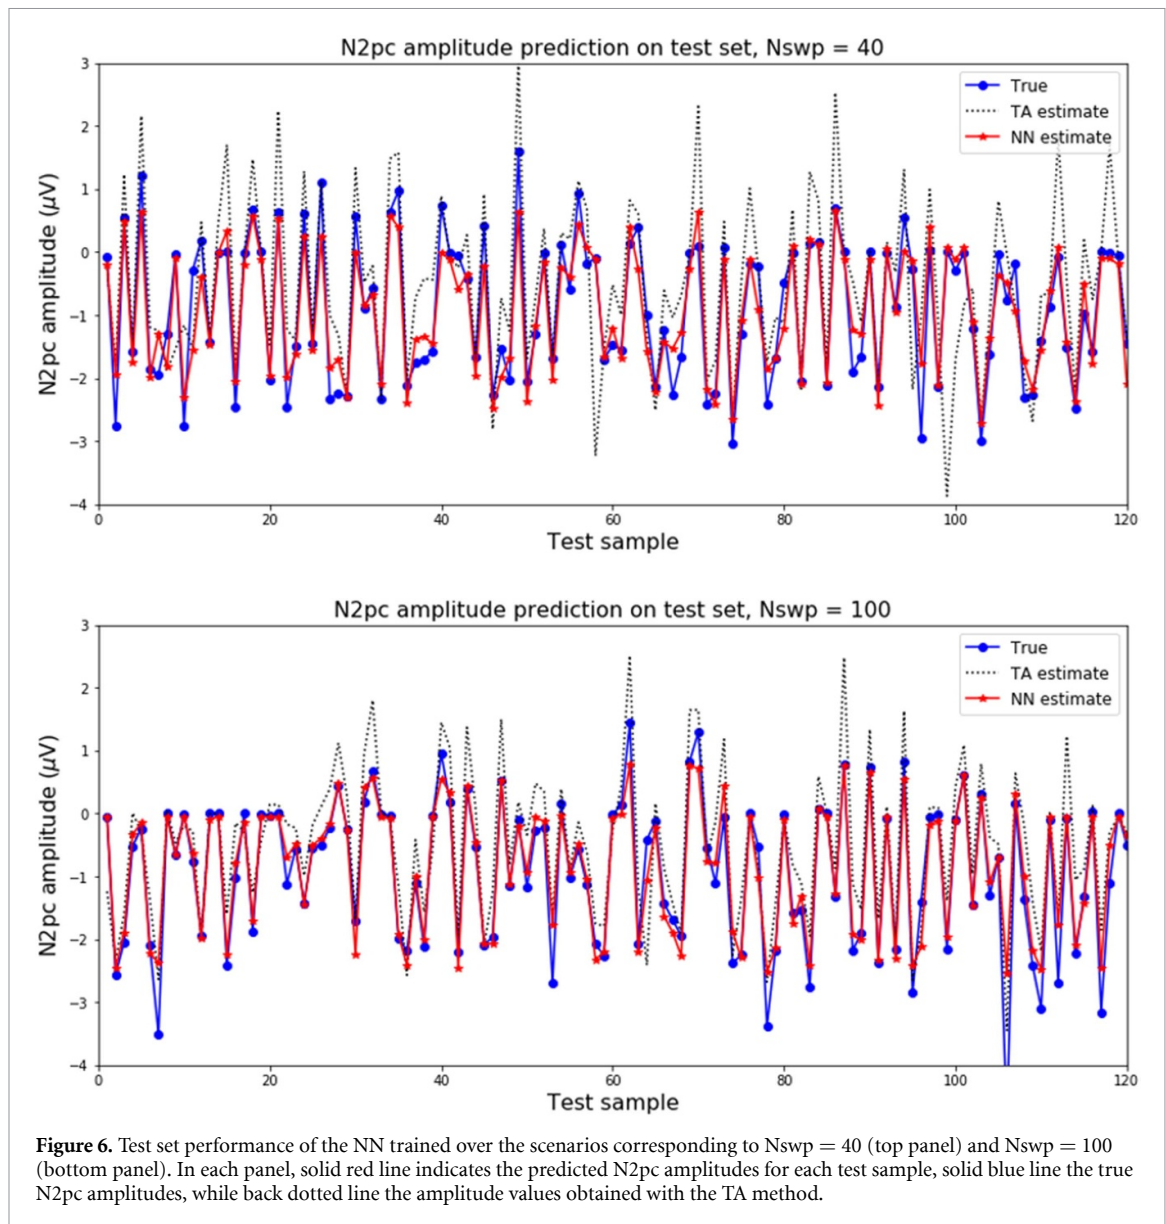 N2pc amplitude prediction on test set, Nswp = 40
3
2
1
0
−1
−2
−3
−4
N2pc amplitude (μV)
True
TA estimate
NN estimate
0 20 40 60 80 100 120
Test sample
N2pc amplitude prediction on test set, Nswp = 100
3
2
1
0
−1
−2
−3
−4
N2pc amplitude (μV)
True
TA estimate
NN estimate
0 20 40 60 80 100 120
Test sample
Figure 6. Test set performance of the NN trained over the scenarios corresponding to Nswp = 40 (top panel) and Nswp = 100
(bottom panel). In each panel, solid red line indicates the predicted N2pc amplitudes for each test sample, solid blue line the true
N2pc amplitudes, while back dotted line the amplitude values obtained with the TA method.